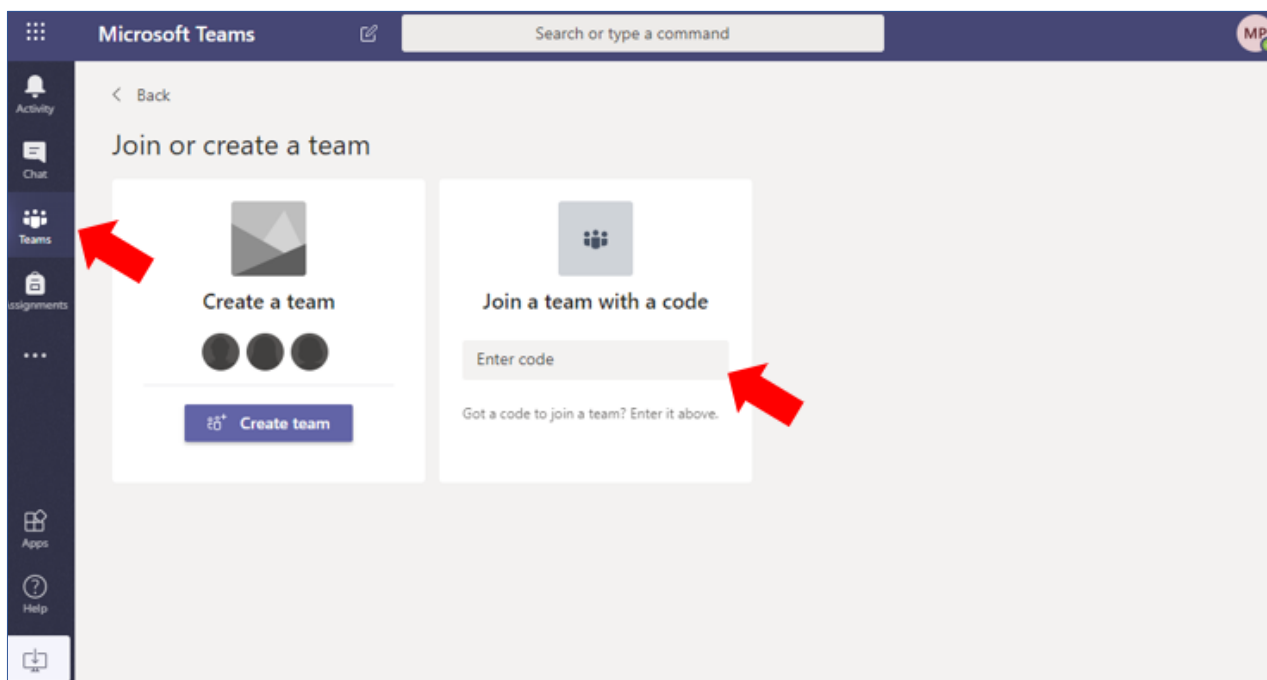 Microsoft Teams
Search or type a command
MP
Activity
Chat
Teams
ssignments
Apps
Help
Back
Join or create a team
Create a team
Create team
Join a team with a code
Enter code
Got a code to join a team? Enter it above.